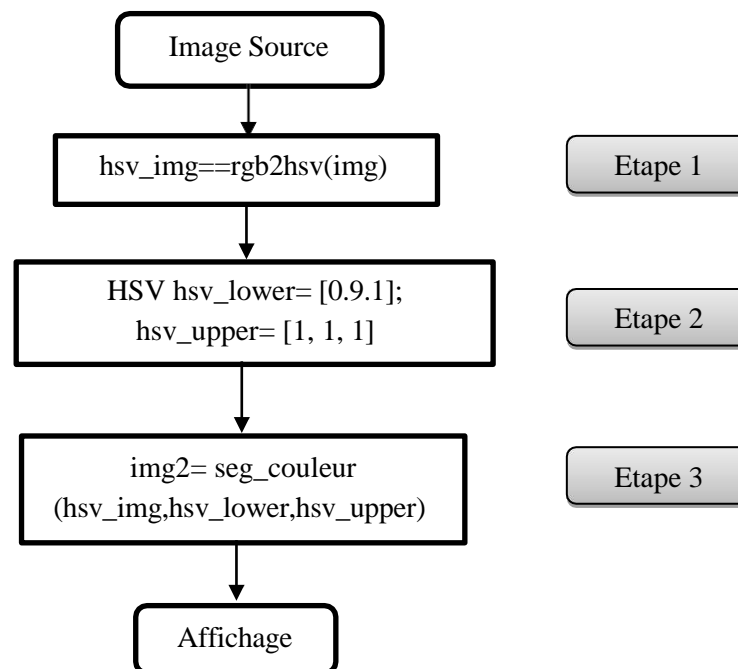 Image Source
hsv_img==rgb2hsv(img)
Etape 1
HSV hsv_lower= [0.9.1];
hsv_upper= [1, 1, 1]
Etape 2
img2= seg_couleur
(hsv_img,hsv_lower,hsv_upper)
Etape 3
Affichage